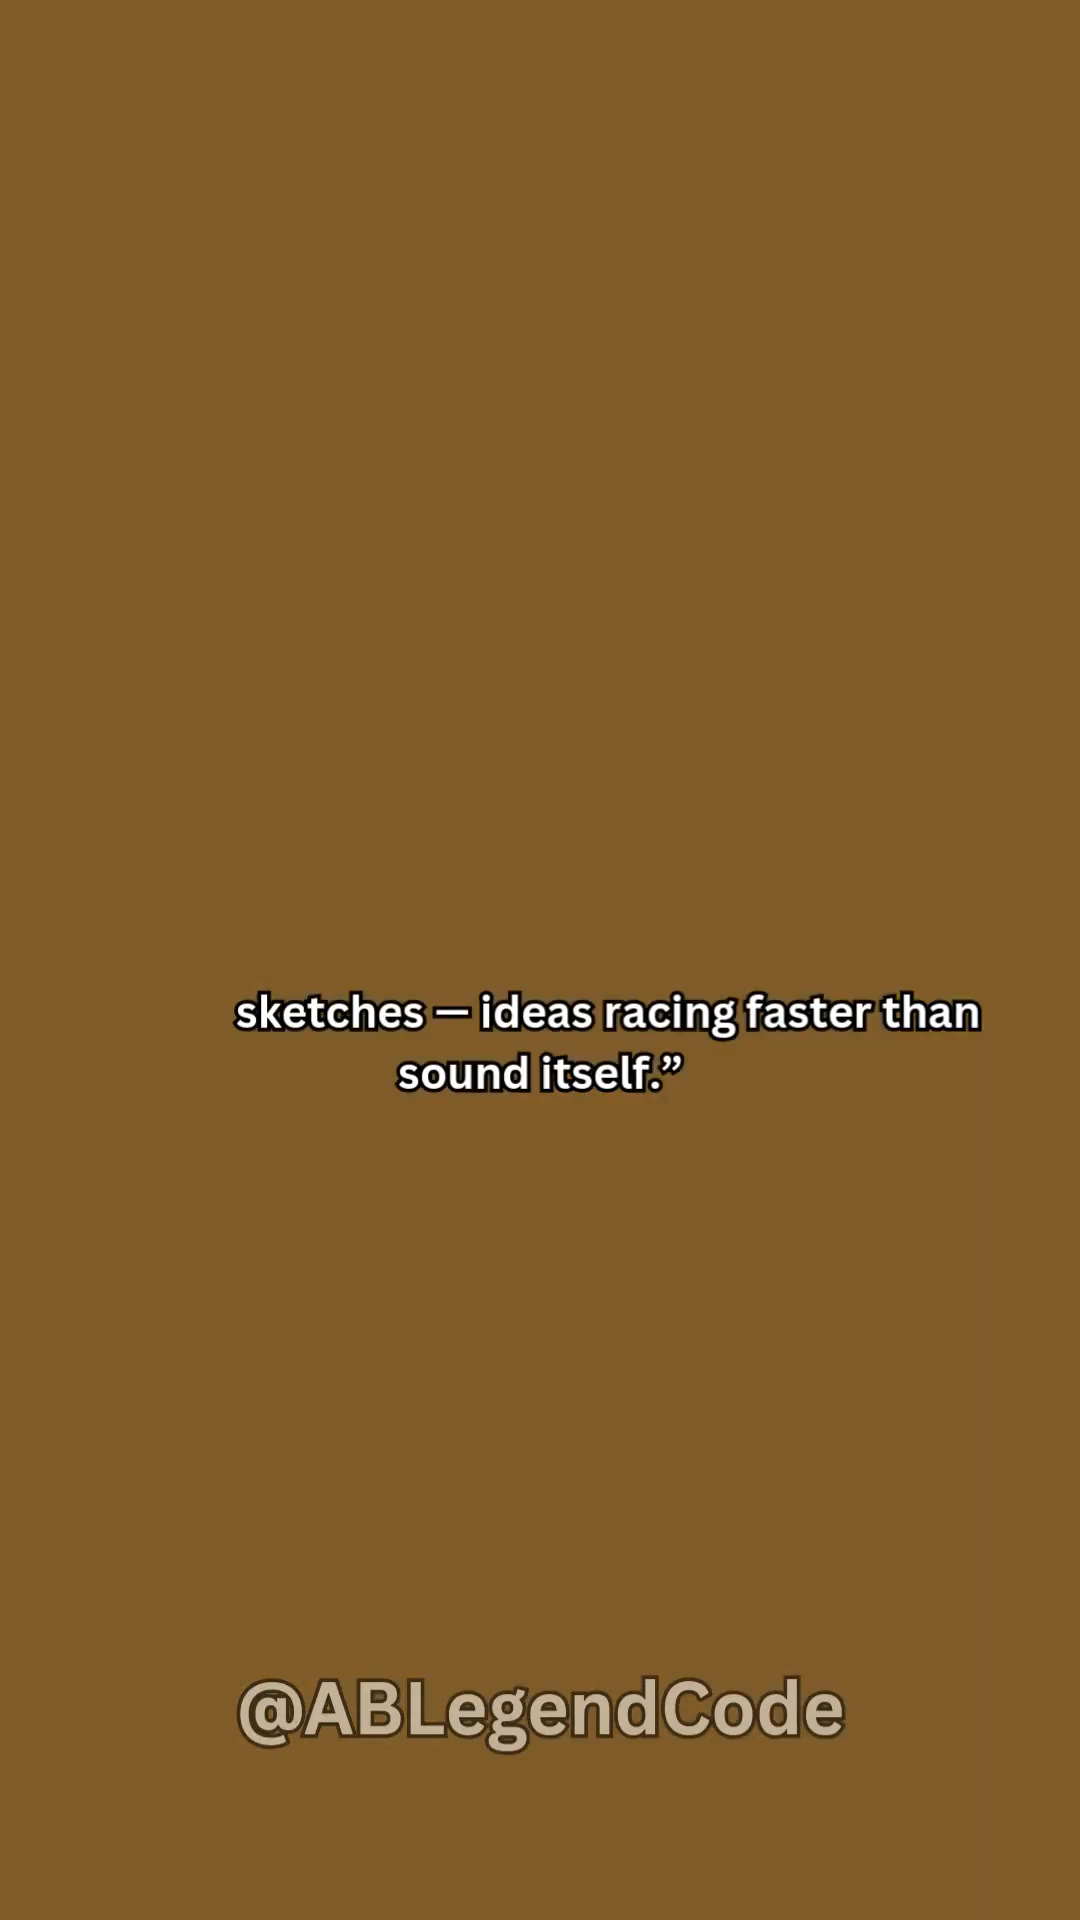 sketches — ideas racing faster than
sound itself.”
@ABLegendCode